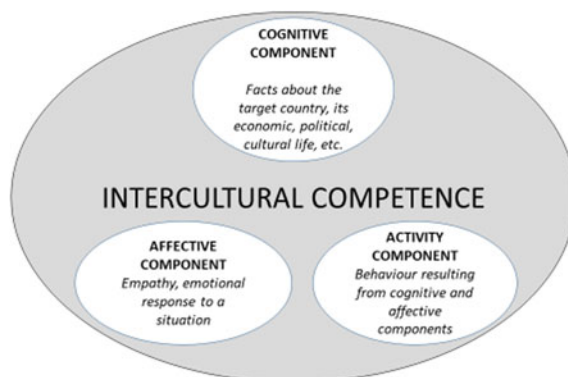 COGNITIVE
COMPONENT
Facts about the
target country, its
economic, political,
cultural life, etc.
INTERCULTURAL COMPETENCE
AFFECTIVE
COMPONENT
Empathy, emotional
response to a
situation
ACTIVITY
COMPONENT
Behaviour resulting
from cognitive and
affective
components